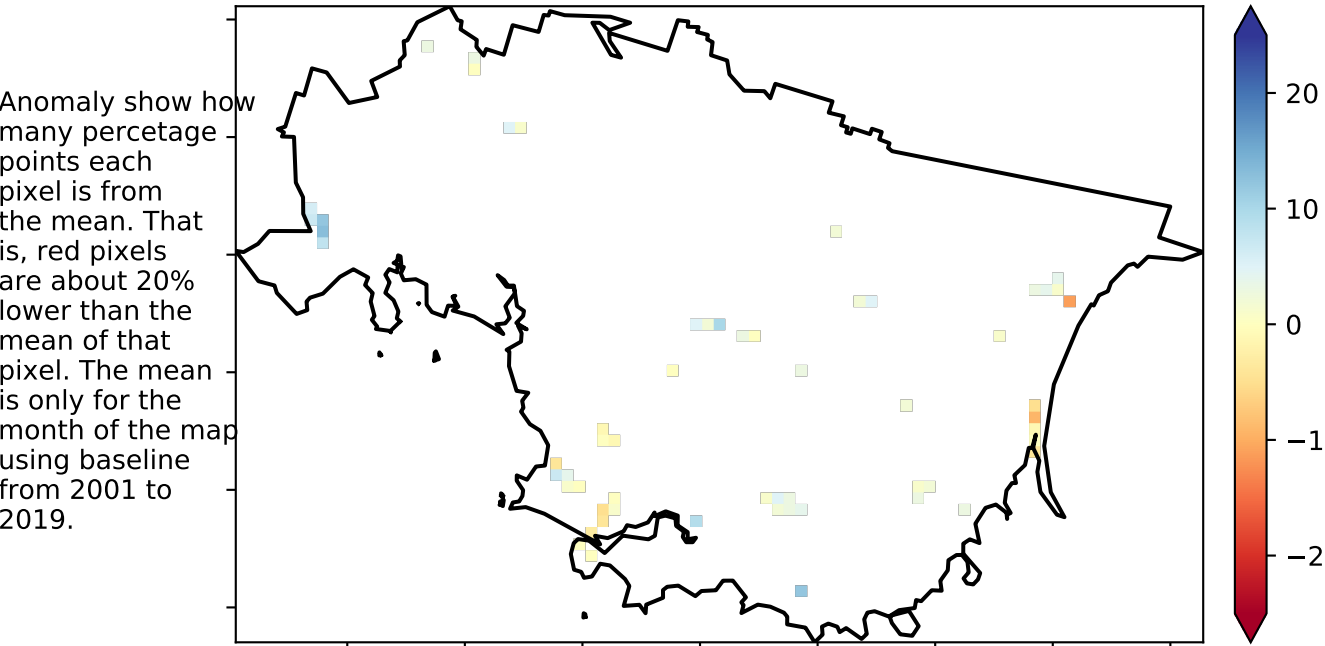 Anomaly show how
many percetage
points each
pixel is from
the mean. That
is, red pixels
are about 20%
lower than the
mean of that
pixel. The mean
is only for the
month of the map
using baseline
from 2001 to
2019.
20
10
0
−1
−2